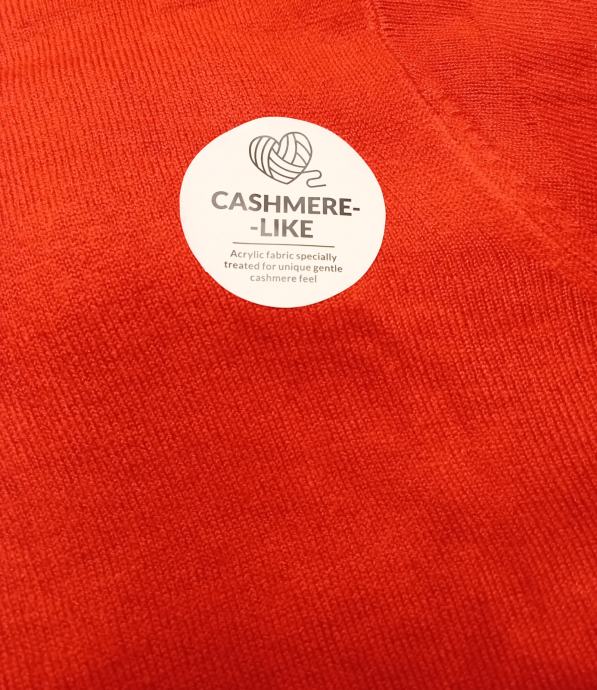 CASHMERE-
-LIKE
Acrylic fabric specially
treated for unique gentle
cashmere feel